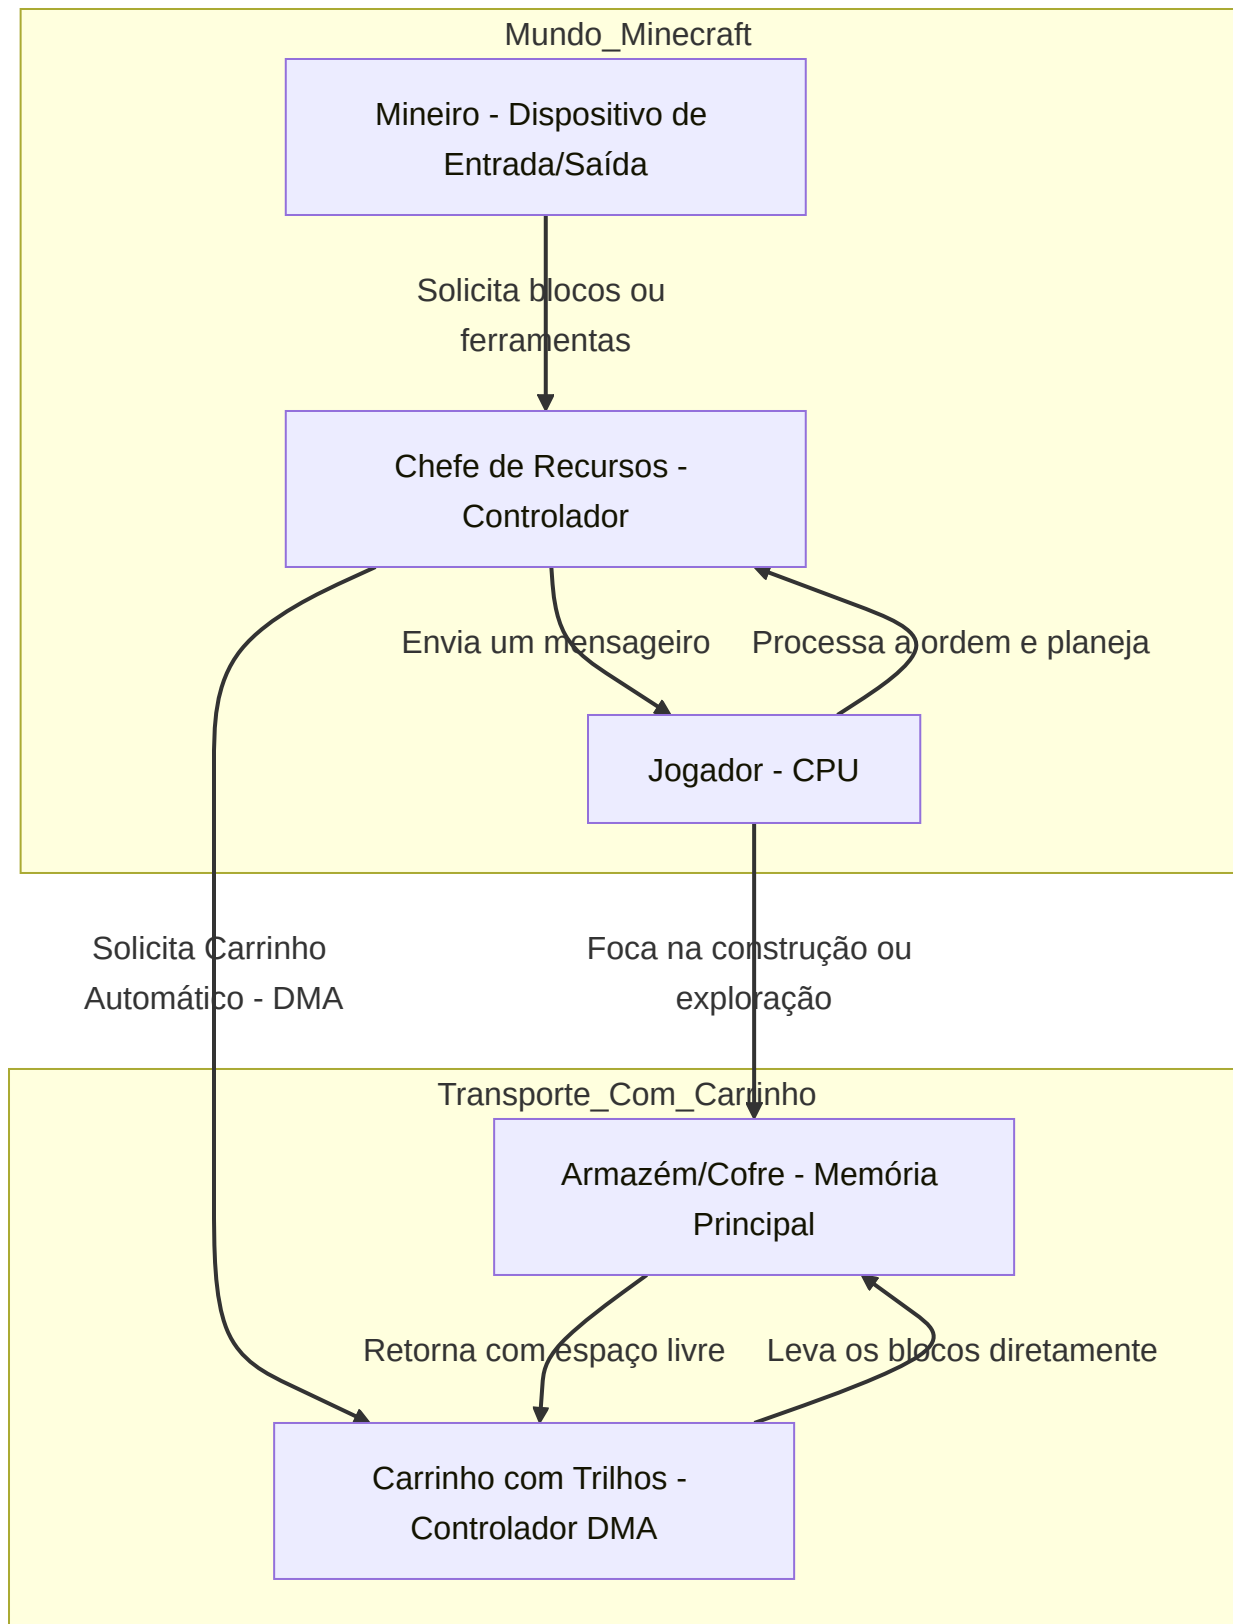 Mundo_Minecraft
Mineiro - Dispositivo de
Entrada/Saída
Solicita blocos ou
ferramentas
Chefe de Recursos -
Controlador
Envia um mensageiro
Processa a ordem e planeja
Jogador - CPU
Solicita Carrinho
Automático - DMA
Foca na construção ou
exploração
Transporte_Com_Carrinho
Armazém/Cofre - Memória
Principal
Retorna com espaço livre
Leva os blocos diretamente
Carrinho com Trilhos -
Controlador DMA